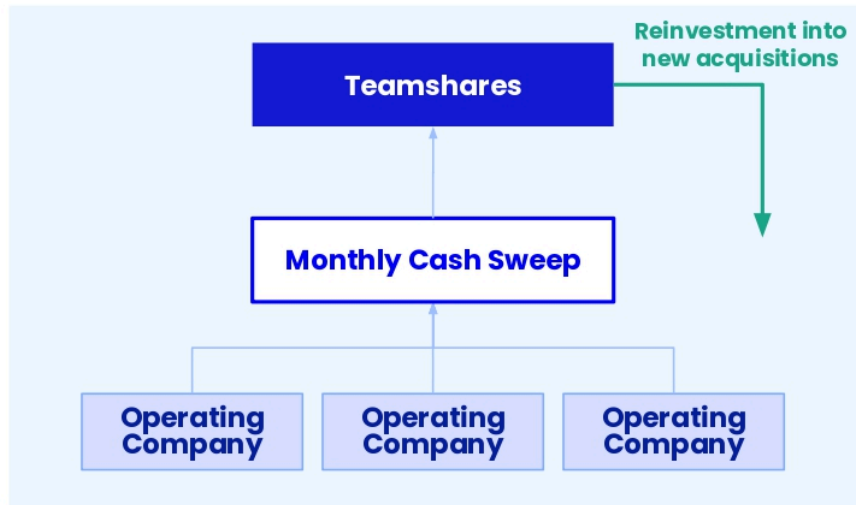 Reinvestment into
new acquisitions
Teamshares
Monthly Cash Sweep
Operating
Company
Operating
Company
Operating
Company